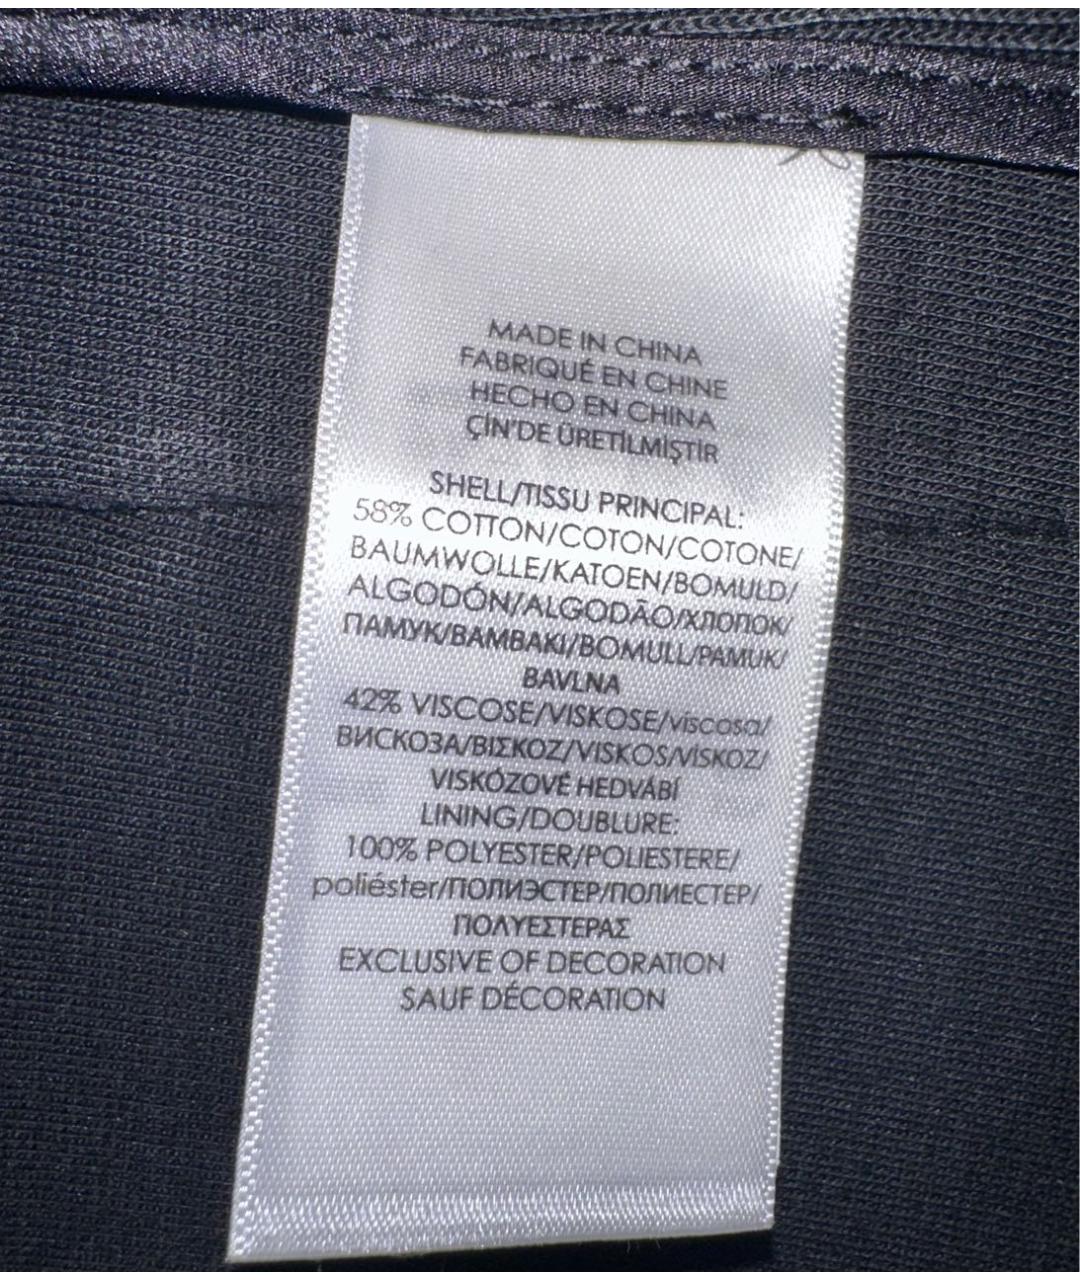 MADE IN CHINA
FABRIQUÉ EN CHINE
HECHO EN CHINA
ÇİN'DE ÜRETİLMİŞTİR
SHELL/TISSU PRINCIPAL:
58% COTTON/COTON/COTONE/
BAUMWOLLE/KATOEN/BOMULD/
ALGODÓN/ALGODÃO/ХЛОПОК/
ПАМУК/BAMBAKI/BOMULL/PAMUK/
BAVLNA
42% VISCOSE/VISKOSE/viscosa/
ВИСКОЗА/ΒΙΣΚΟΖ/VISKOS/VİSKOZ/
VISKÓZOVÉ HEDVÁBÍ
LINING/DOUBLURE:
100% POLYESTER/POLIESTERE/
poliéster/ПОЛИЭСТЕР/ПОЛИЕСТЕР/
ΠΟΛΥΕΣΤΕΡΑΣ
EXCLUSIVE OF DECORATION
SAUF DÉCORATION